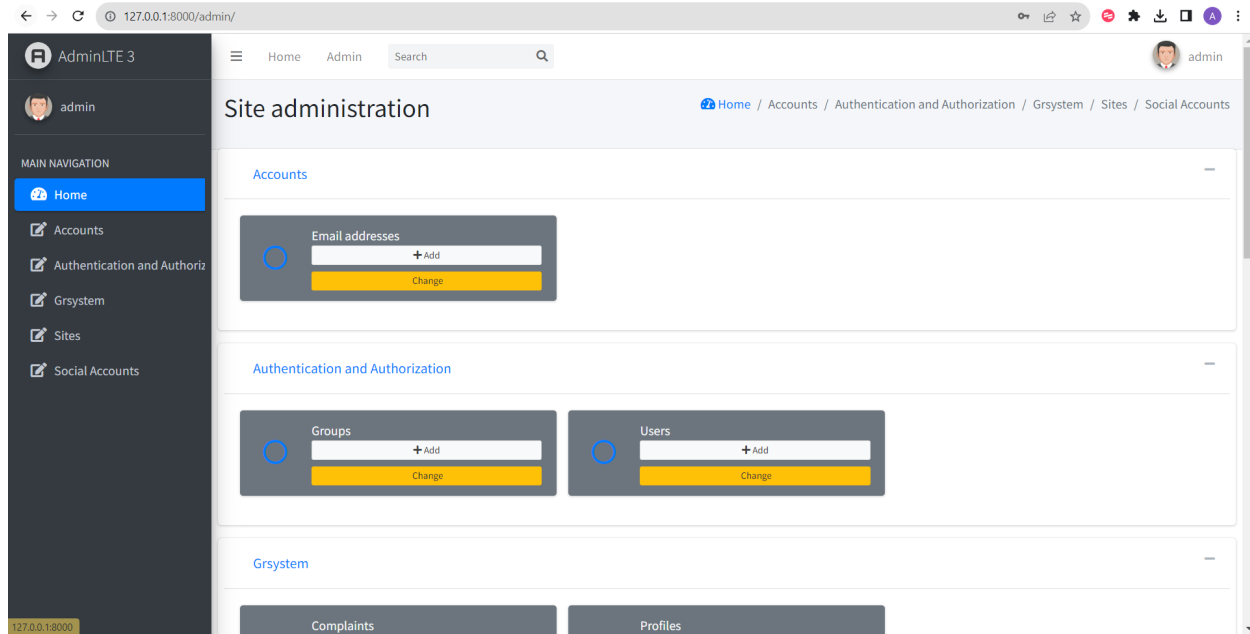 127.0.0.1:8000/admin/
A
AdminLTE 3
Home Admin Search
admin
admin
Site administration
Home / Accounts / Authentication and Authorization / Grsystem / Sites / Social Accounts
MAIN NAVIGATION
Home
Accounts
Authentication and Authoriz
Grsystem
Sites
Social Accounts
Accounts
Email addresses
+ Add
Change
Authentication and Authorization
Groups
+ Add
Change
Users
+ Add
Change
Grsystem
Complaints
Profiles
127.0.0.1:8000